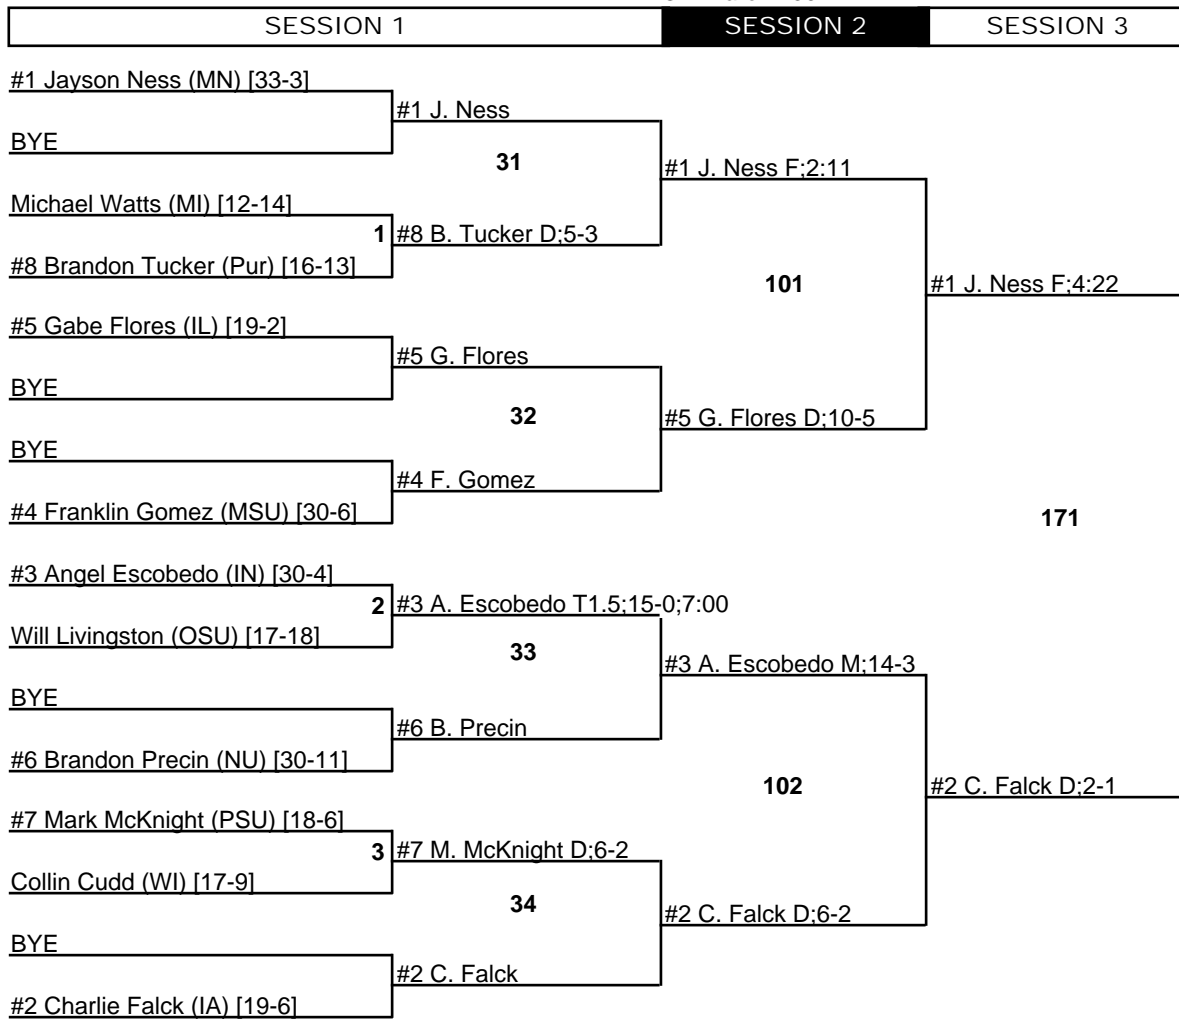 SESSION 1
SESSION 2
SESSION 3
#1 Jayson Ness (MN) [33-3]
#1 J. Ness
BYE
31
#1 J. Ness F;2:11
Michael Watts (MI) [12-14]
1
#8 B. Tucker D;5-3
#8 Brandon Tucker (Pur) [16-13]
101
#1 J. Ness F;4:22
#5 Gabe Flores (IL) [19-2]
#5 G. Flores
BYE
32
#5 G. Flores D;10-5
BYE
#4 F. Gomez
#4 Franklin Gomez (MSU) [30-6]
171
#3 Angel Escobedo (IN) [30-4]
2
#3 A. Escobedo T1.5;15-0;7:00
Will Livingston (OSU) [17-18]
33
#3 A. Escobedo M;14-3
BYE
#6 B. Precin
#6 Brandon Precin (NU) [30-11]
102
#2 C. Falck D;2-1
#7 Mark McKnight (PSU) [18-6]
3
#7 M. McKnight D;6-2
Collin Cudd (WI) [17-9]
34
#2 C. Falck D;6-2
BYE
#2 C. Falck
#2 Charlie Falck (IA) [19-6]